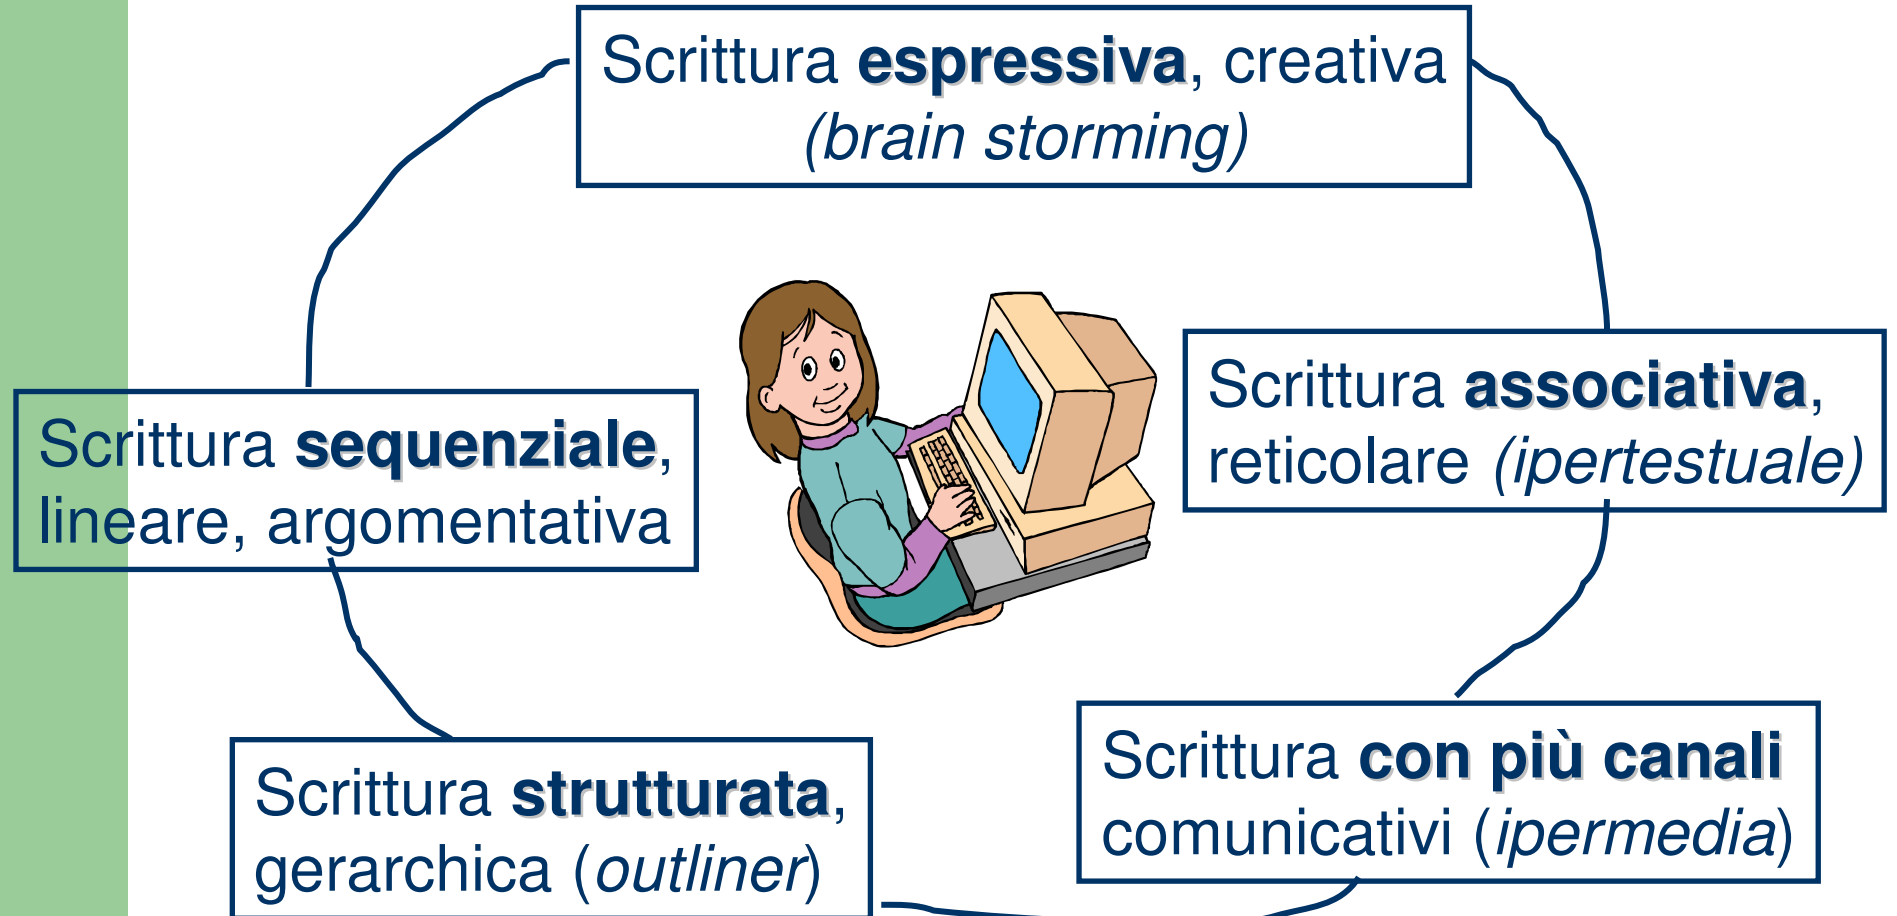 Scrittura espressiva, creativa
(brain storming)
Scrittura associativa,
reticolare (ipertestuale)
Scrittura sequenziale,
lineare, argomentativa
Scrittura con più canali
comunicativi (ipermedia)
Scrittura strutturata,
gerarchica (outliner)